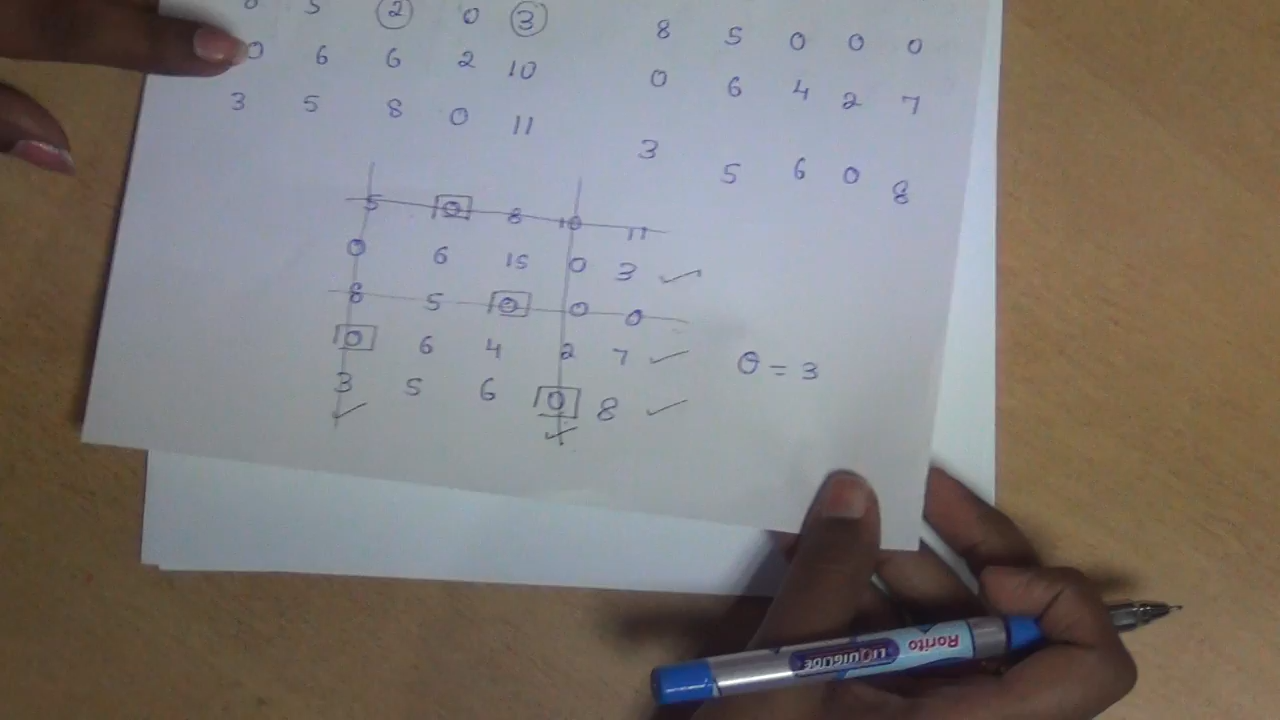 8 5 ② 0 ③
0 6 6 2 10
3 5 8 0 11
8 5 0 0 0
0 6 4 2 7
3 5 6 0 8
5 0 8 10 11
0 6 15 0 3 ✓
8 5 0 0 0
0 6 4 2 7 ✓
3 5 6 0 8 ✓
✓ ✓
θ = 3
Rorito
LIQUIGLIDE